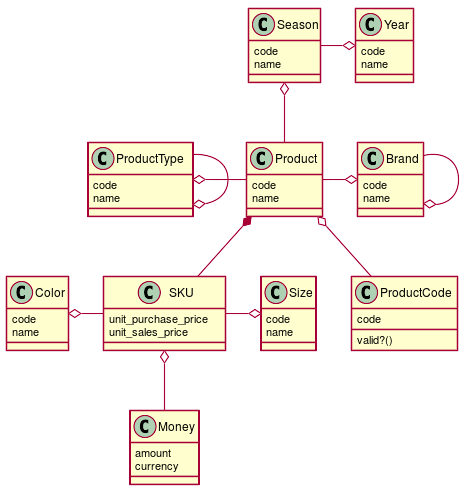 C Season
code
name
C Year
code
name
C ProductType
code
name
C Product
code
name
C Brand
code
name
C Color
code
name
C SKU
unit_purchase_price
unit_sales_price
C Size
code
name
C ProductCode
code
valid?()
C Money
amount
currency